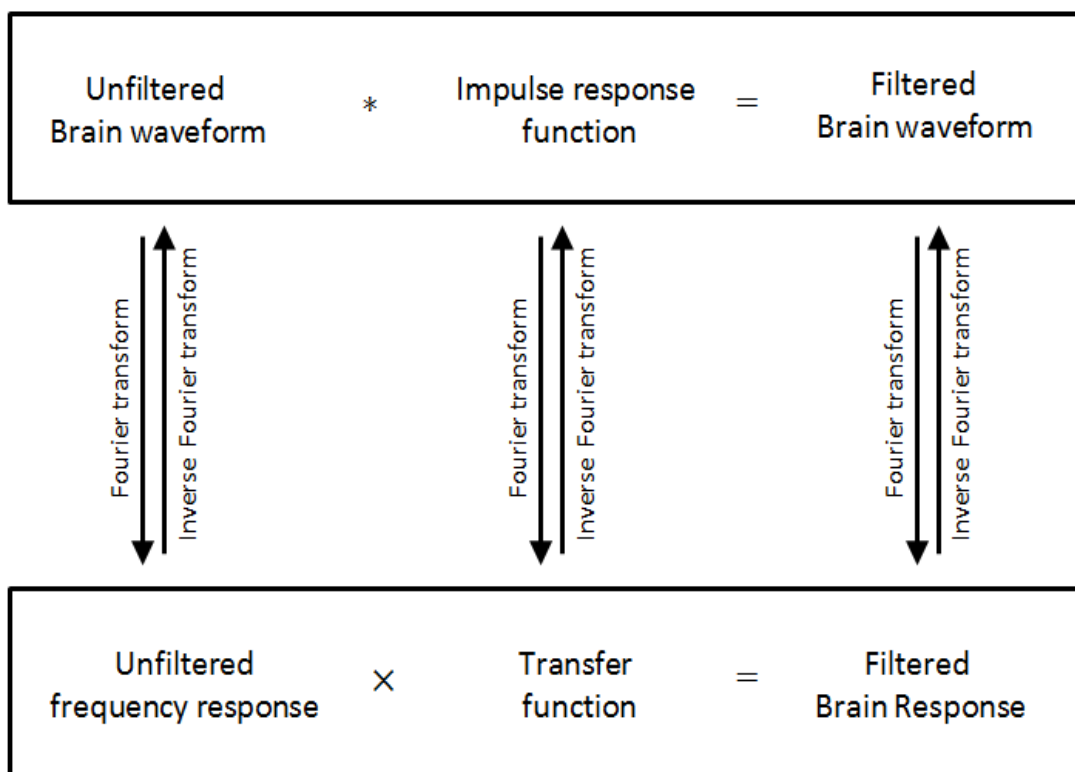 Unfiltered
Brain waveform
*
Impulse response
function
=
Filtered
Brain waveform
Fourier transform
Inverse Fourier transform
Fourier transform
Inverse Fourier transform
Fourier transform
Inverse Fourier transform
Unfiltered
frequency response
×
Transfer
function
=
Filtered
Brain Response